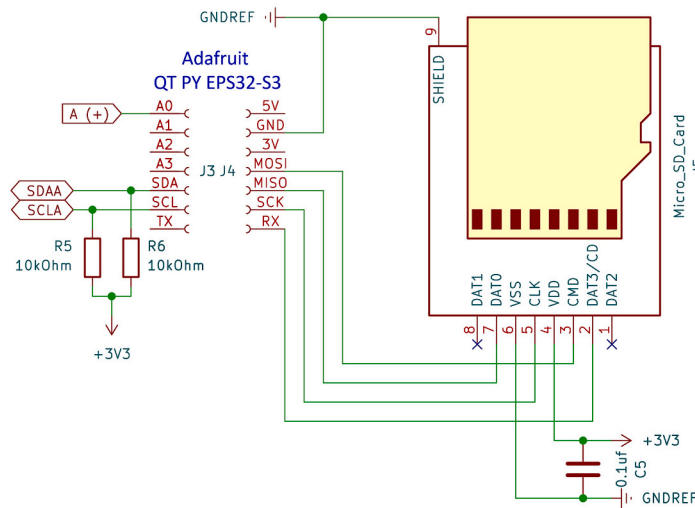 GNDREF
Adafruit
QT PY EPS32-S3
A (+)
A0
A1
A2
A3
SDA
SCL
TX
SDAA
SCLA
J3 J4
5V
GND
3V
MOSI
MISO
SCK
RX
R5
10kOhm
R6
10kOhm
+3V3
9
SHIELD
Micro_SD_Card
DAT1
DAT0
VSS
CLK
VDD
CMD
DAT3/CD
DAT2
8
7
6
5
4
3
2
1
+3V3
0.1uf
C5
GNDREF